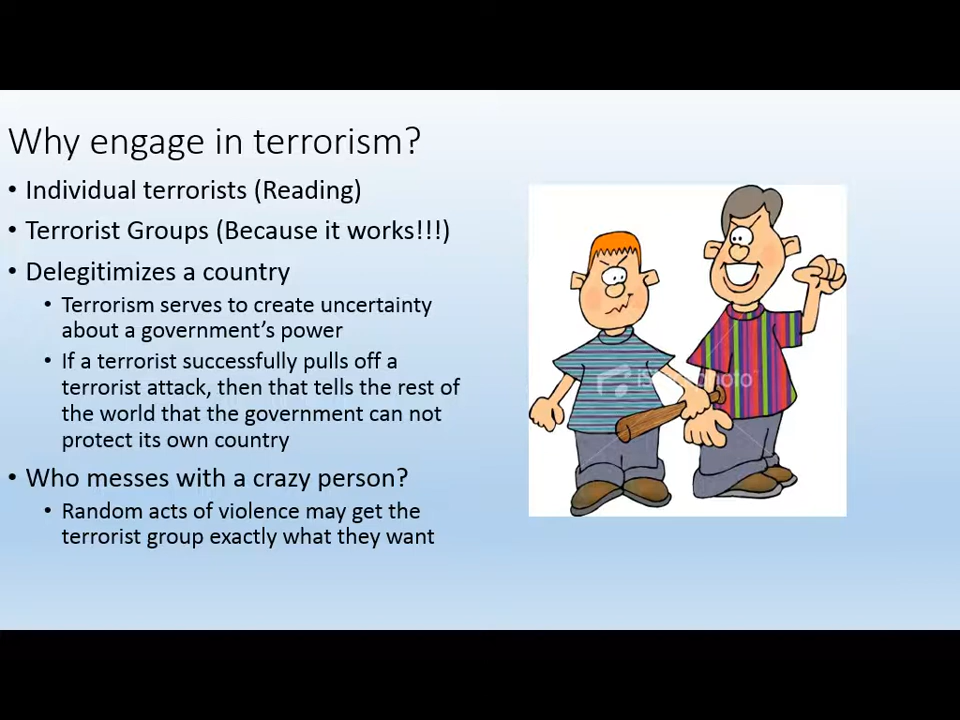 Why engage in terrorism?
• Individual terrorists (Reading)
• Terrorist Groups (Because it works!!!)
• Delegitimizes a country
• Terrorism serves to create uncertainty
about a government's power
• If a terrorist successfully pulls off a
terrorist attack, then that tells the rest of
the world that the government can not
protect its own country
• Who messes with a crazy person?
• Random acts of violence may get the
terrorist group exactly what they want